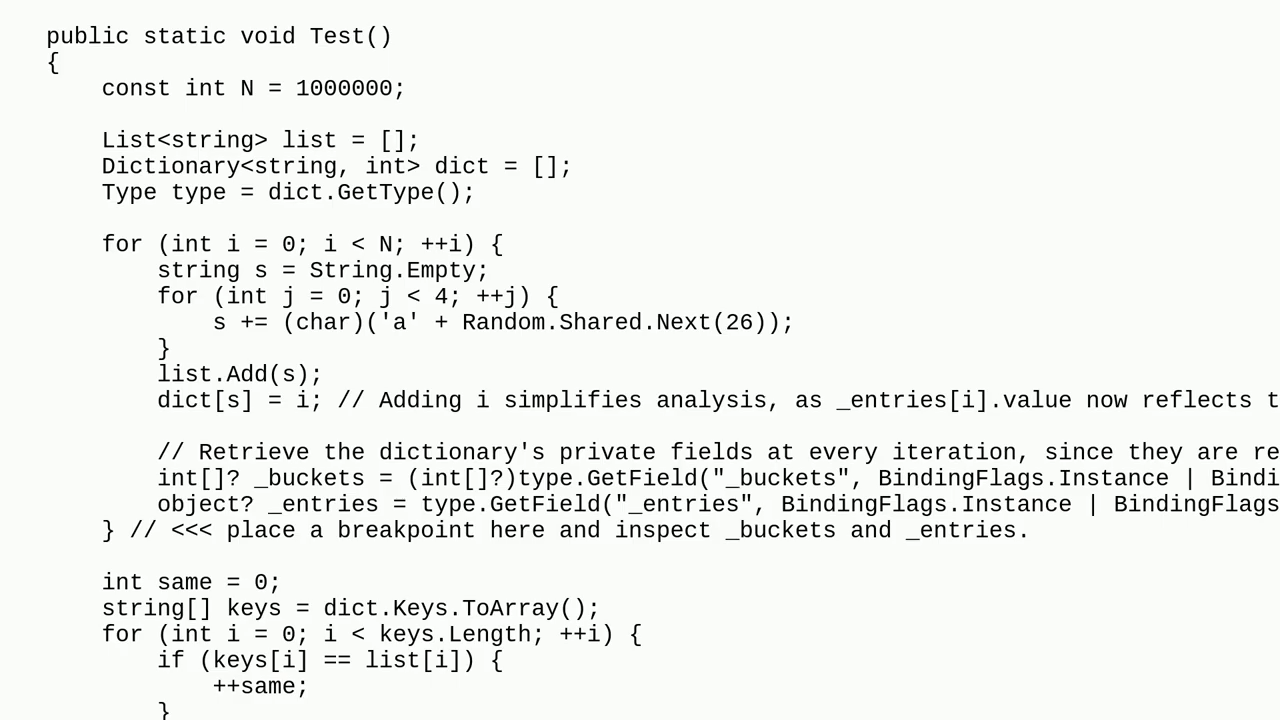 public static void Test()
{
const int N = 1000000;
List<string> list = [];
Dictionary<string, int> dict = [];
Type type = dict.GetType();
for (int i = 0; i < N; ++i) {
string s = String.Empty;
for (int j = 0; j < 4; ++j) {
s += (char)('a' + Random.Shared.Next(26));
}
list.Add(s);
dict[s] = i; // Adding i simplifies analysis, as _entries[i].value now reflects
// Retrieve the dictionary's private fields at every iteration, since they are
int[]? _buckets = (int[]?)type.GetField("_buckets", BindingFlags.Instance |
object? _entries = type.GetField("_entries", BindingFlags.Instance | BindingFlags
} // <<< place a breakpoint here and inspect _buckets and _entries.
int same = 0;
string[] keys = dict.Keys.ToArray();
for (int i = 0; i < keys.Length; ++i) {
if (keys[i] == list[i]) {
++same;
}